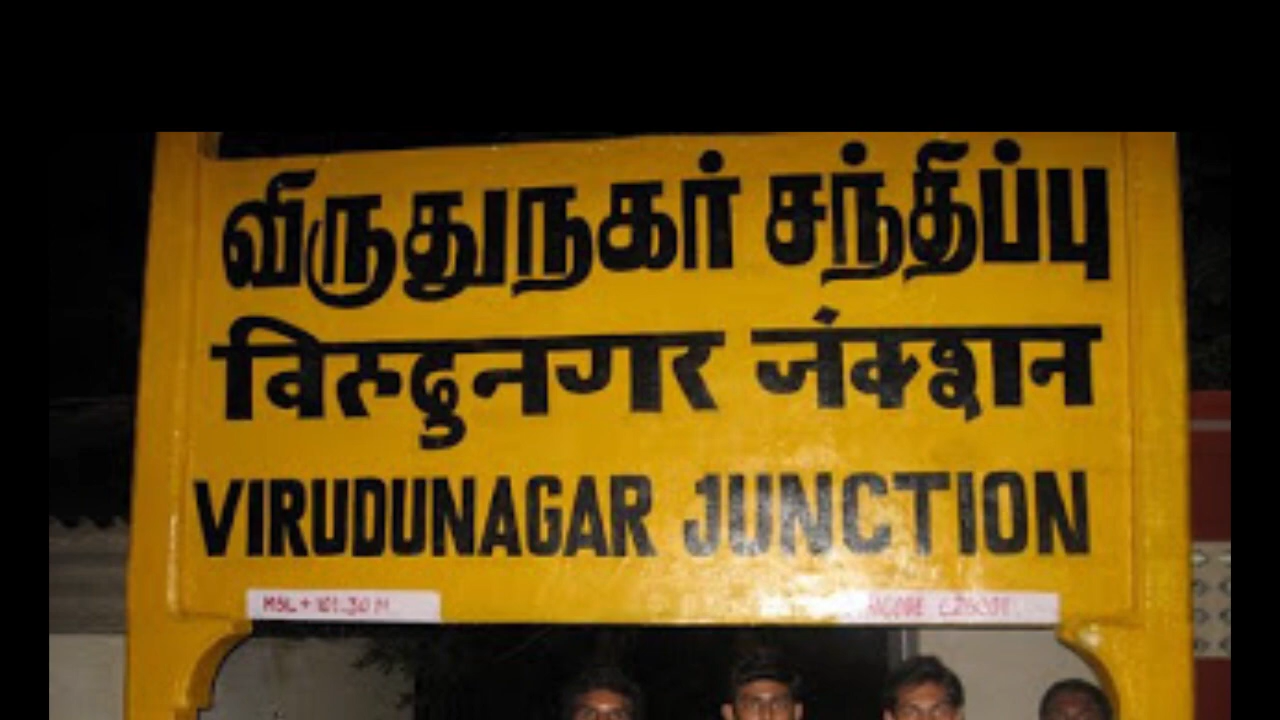 விருதுநகர் சந்திப்பு
विरुदुनगर जंक्शन
VIRUDUNAGAR JUNCTION
MSL + 101.30 M